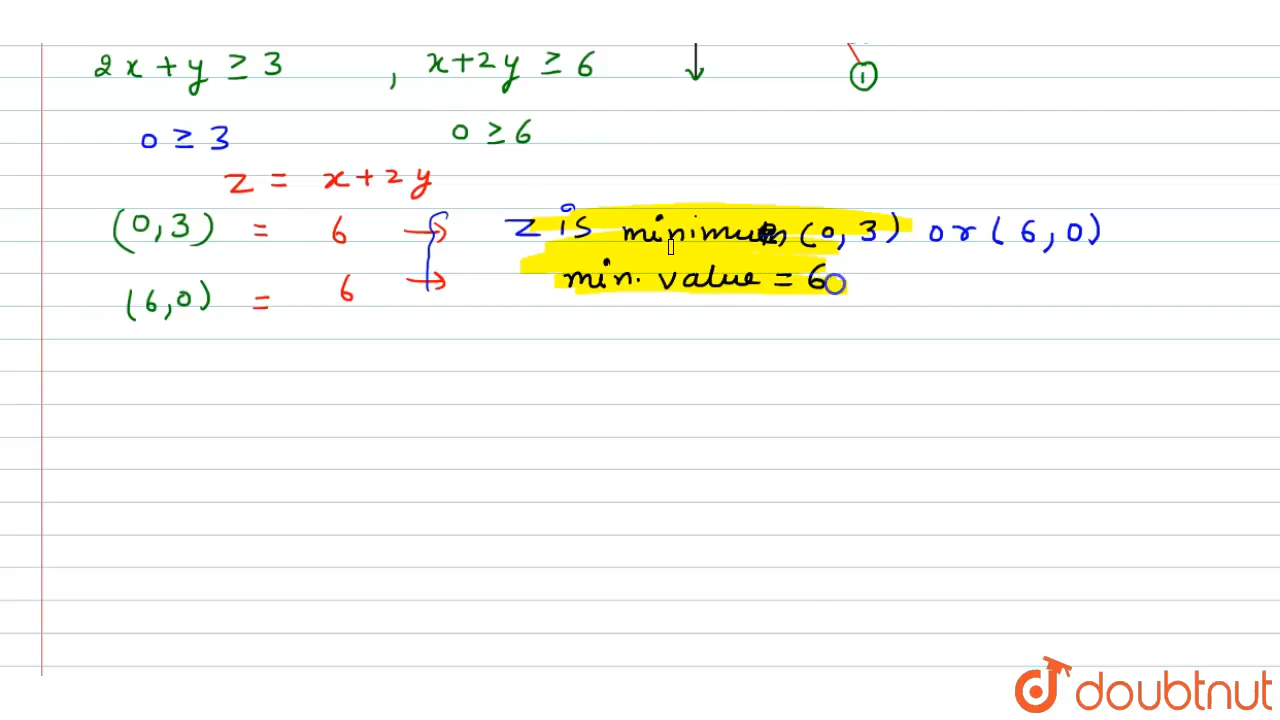 2x + y ≥ 3 , x + 2y ≥ 6
1
0 ≥ 3 0 ≥ 6
Z = x + 2y
(0,3) = 6 → Z is minimum (0,3) or (6,0)
(6,0) = 6 → min. value = 6
doubtnut